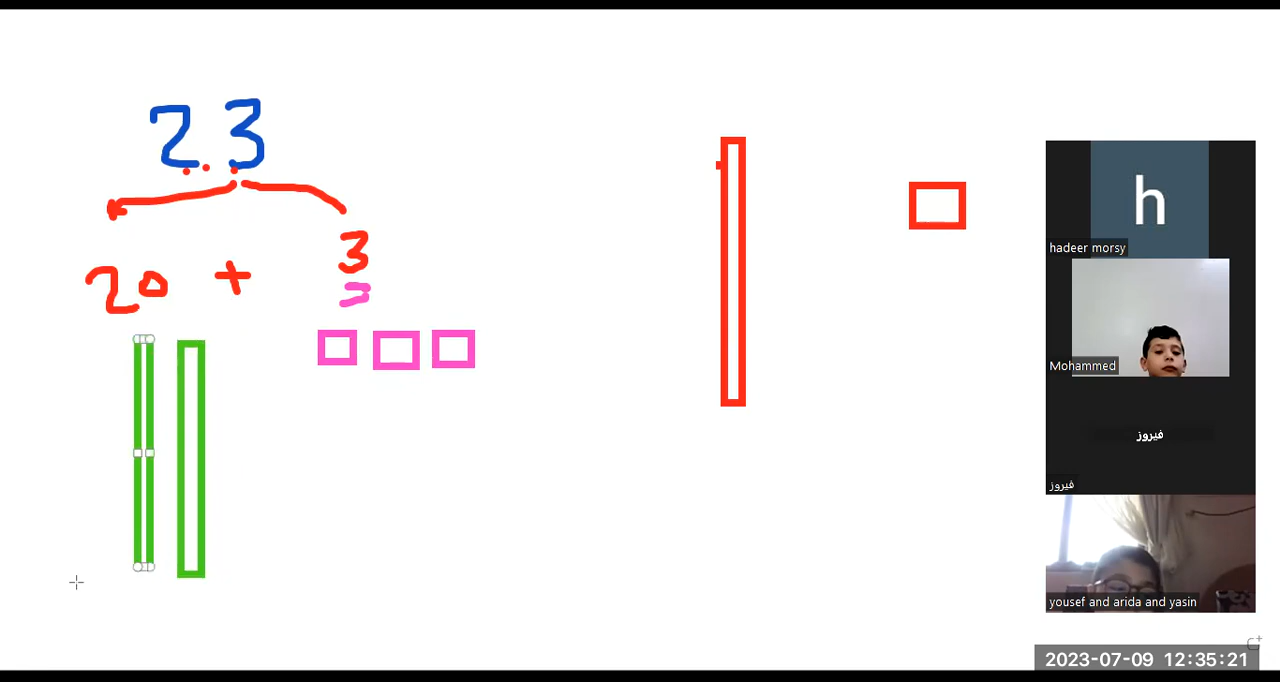 23
20 + 3
h
hadeer morsy
Mohammed
فيروز
فيروز
yousef and arida and yasin
2023-07-09 12:35:21